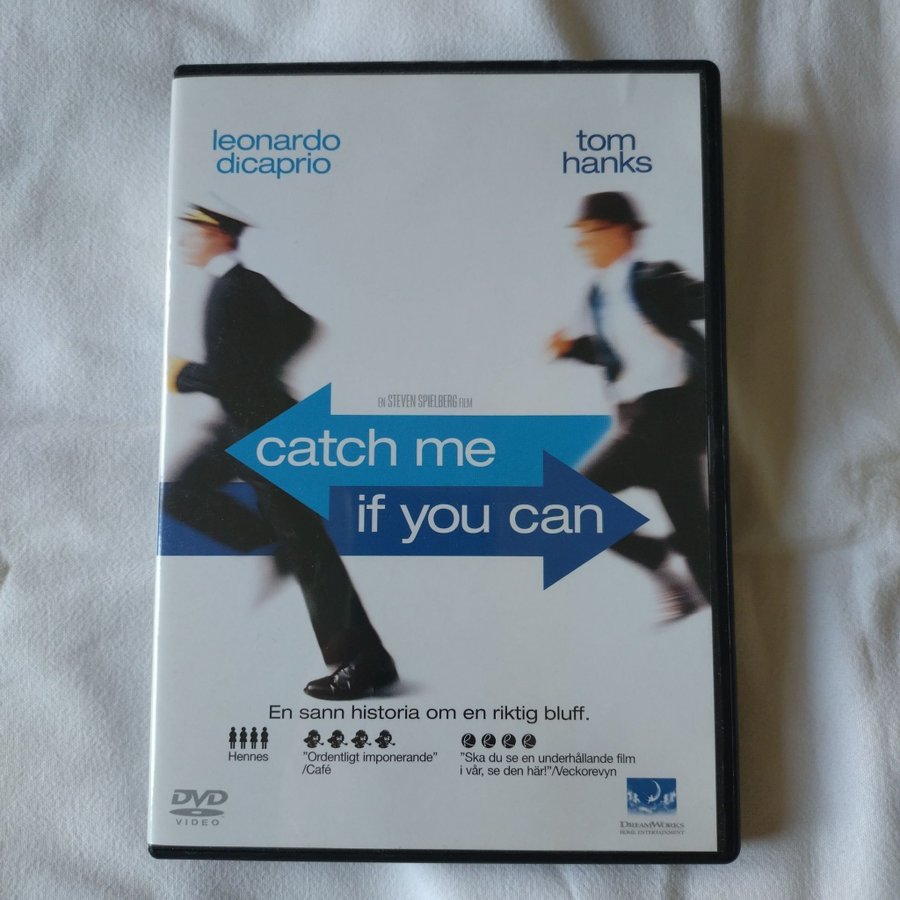 leonardo
dicaprio
tom
hanks
EN STEVEN SPIELBERG FILM
catch me
if you can
En sann historia om en riktig bluff.
Hennes
"Ordentligt imponerande"
/Café
"Ska du se en underhållande film
i vår, se den här!"/Veckorevyn
DVD
VIDEO
DREAMWORKS
HOME ENTERTAINMENT